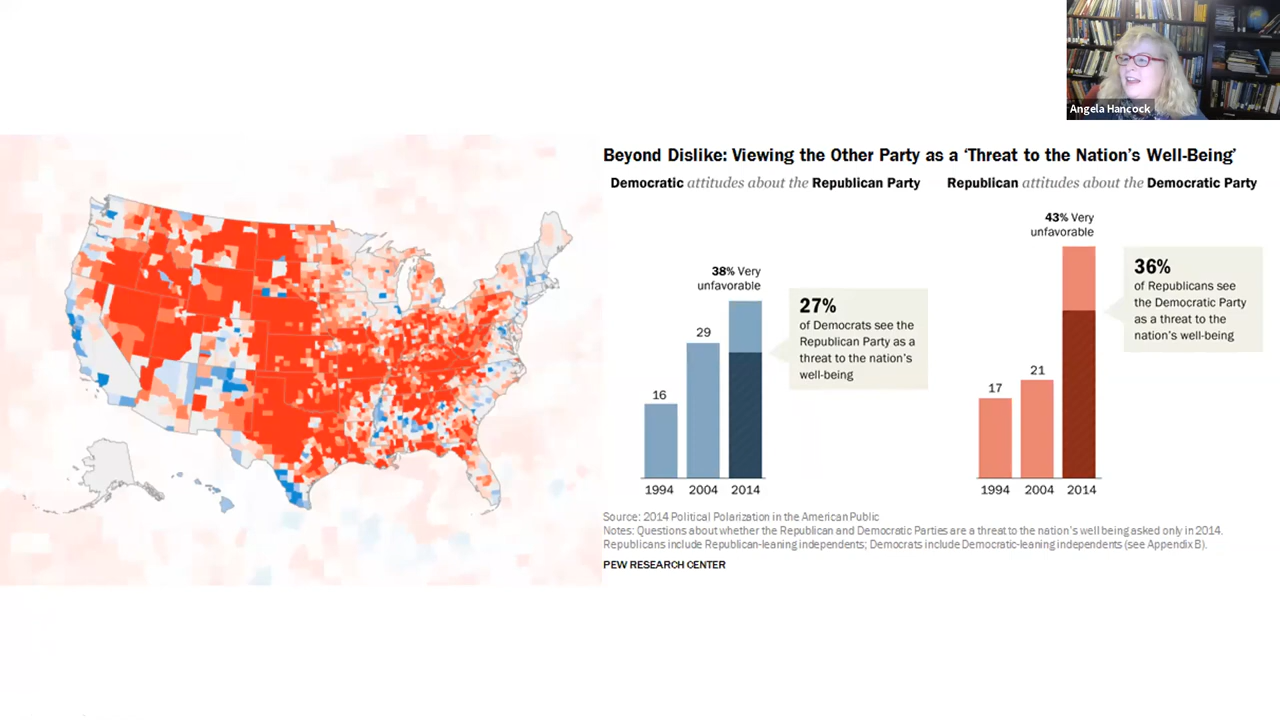 Angela Hancock
Beyond Dislike: Viewing the Other Party as a ‘Threat to the Nation’s Well-Being’
Democratic attitudes about the Republican Party
Republican attitudes about the Democratic Party
38% Very
unfavorable
29
16
27%
of Democrats see the
Republican Party as a
threat to the nation’s
well-being
1994 2004 2014
43% Very
unfavorable
21
17
36%
of Republicans see
the Democratic Party
as a threat to the
nation’s well-being
1994 2004 2014
Source: 2014 Political Polarization in the American Public
Notes: Questions about whether the Republican and Democratic Parties are a threat to the nation’s well being asked only in 2014.
Republicans include Republican-leaning independents; Democrats include Democratic-leaning independents (see Appendix B).
PEW RESEARCH CENTER